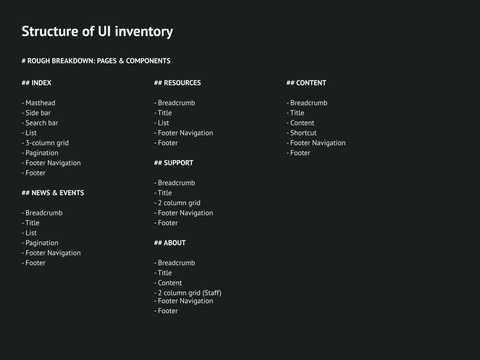 Structure of UI inventory
# ROUGH BREAKDOWN: PAGES & COMPONENTS
## INDEX
- Masthead
- Side bar
- Search bar
- List
- 3-column grid
- Pagination
- Footer Navigation
- Footer
## NEWS & EVENTS
- Breadcrumb
- Title
- List
- Pagination
- Footer Navigation
- Footer
## RESOURCES
- Breadcrumb
- Title
- List
- Footer Navigation
- Footer
## SUPPORT
- Breadcrumb
- Title
- 2 column grid
- Footer Navigation
- Footer
## ABOUT
- Breadcrumb
- Title
- Content
- 2 column grid (Staff)
- Footer Navigation
- Footer
## CONTENT
- Breadcrumb
- Title
- Content
- Shortcut
- Footer Navigation
- Footer